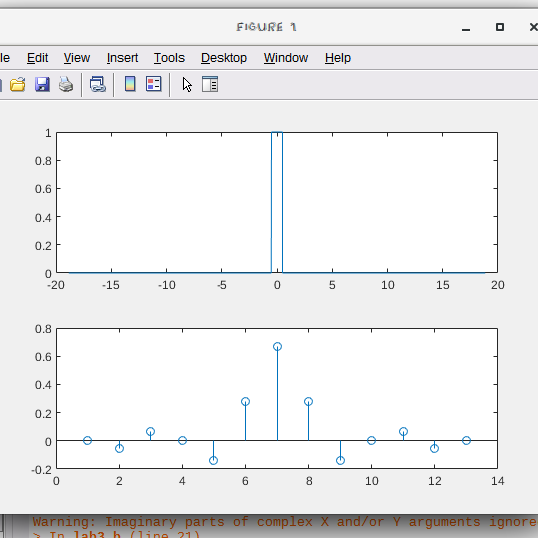 FIGURE 1
le Edit View Insert Tools Desktop Window Help
1
0.8
0.6
0.4
0.2
0
-20 -15 -10 -5 0 5 10 15 20
0.8
0.6
0.4
0.2
0
-0.2
0 2 4 6 8 10 12 14
Warning: Imaginary parts of complex X and/or Y arguments ignore
> In lab3_b (line 21)